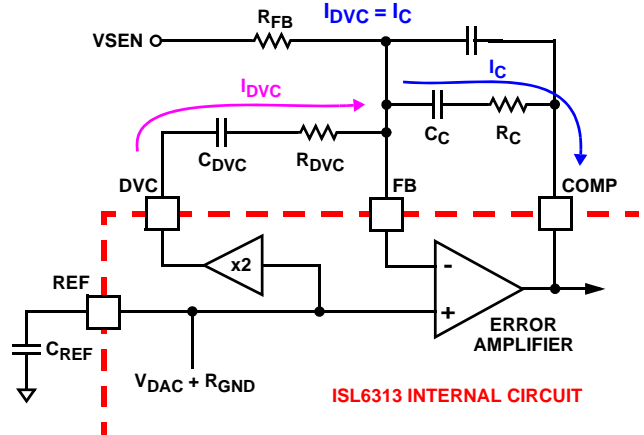 R_FB
I_DVC = I_C
VSEN
I_DVC
I_C
C_DVC
R_DVC
C_C
R_C
DVC
FB
COMP
x2
-
+
REF
C_REF
ERROR
AMPLIFIER
V_DAC + R_GND
ISL6313 INTERNAL CIRCUIT